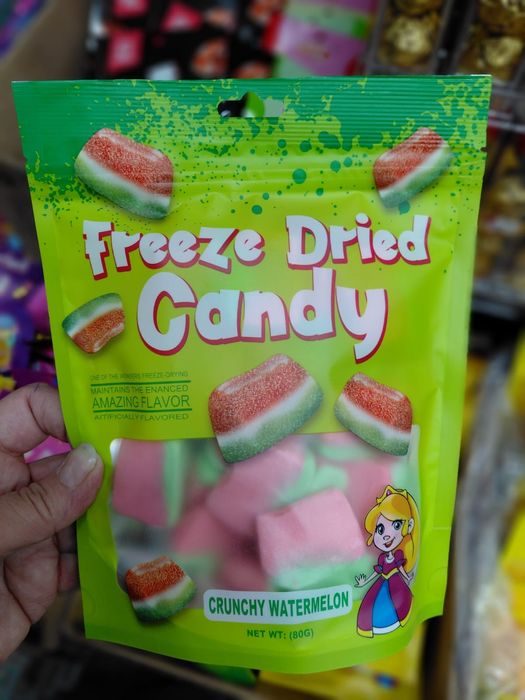 Freeze Dried
Candy
ONE OF THE WONDERS FREEZE-DRYING
MAINTAINS THE ENANCED
AMAZING FLAVOR
ARTIFICIALLY FLAVORED
CRUNCHY WATERMELON
NET WT: (80G)